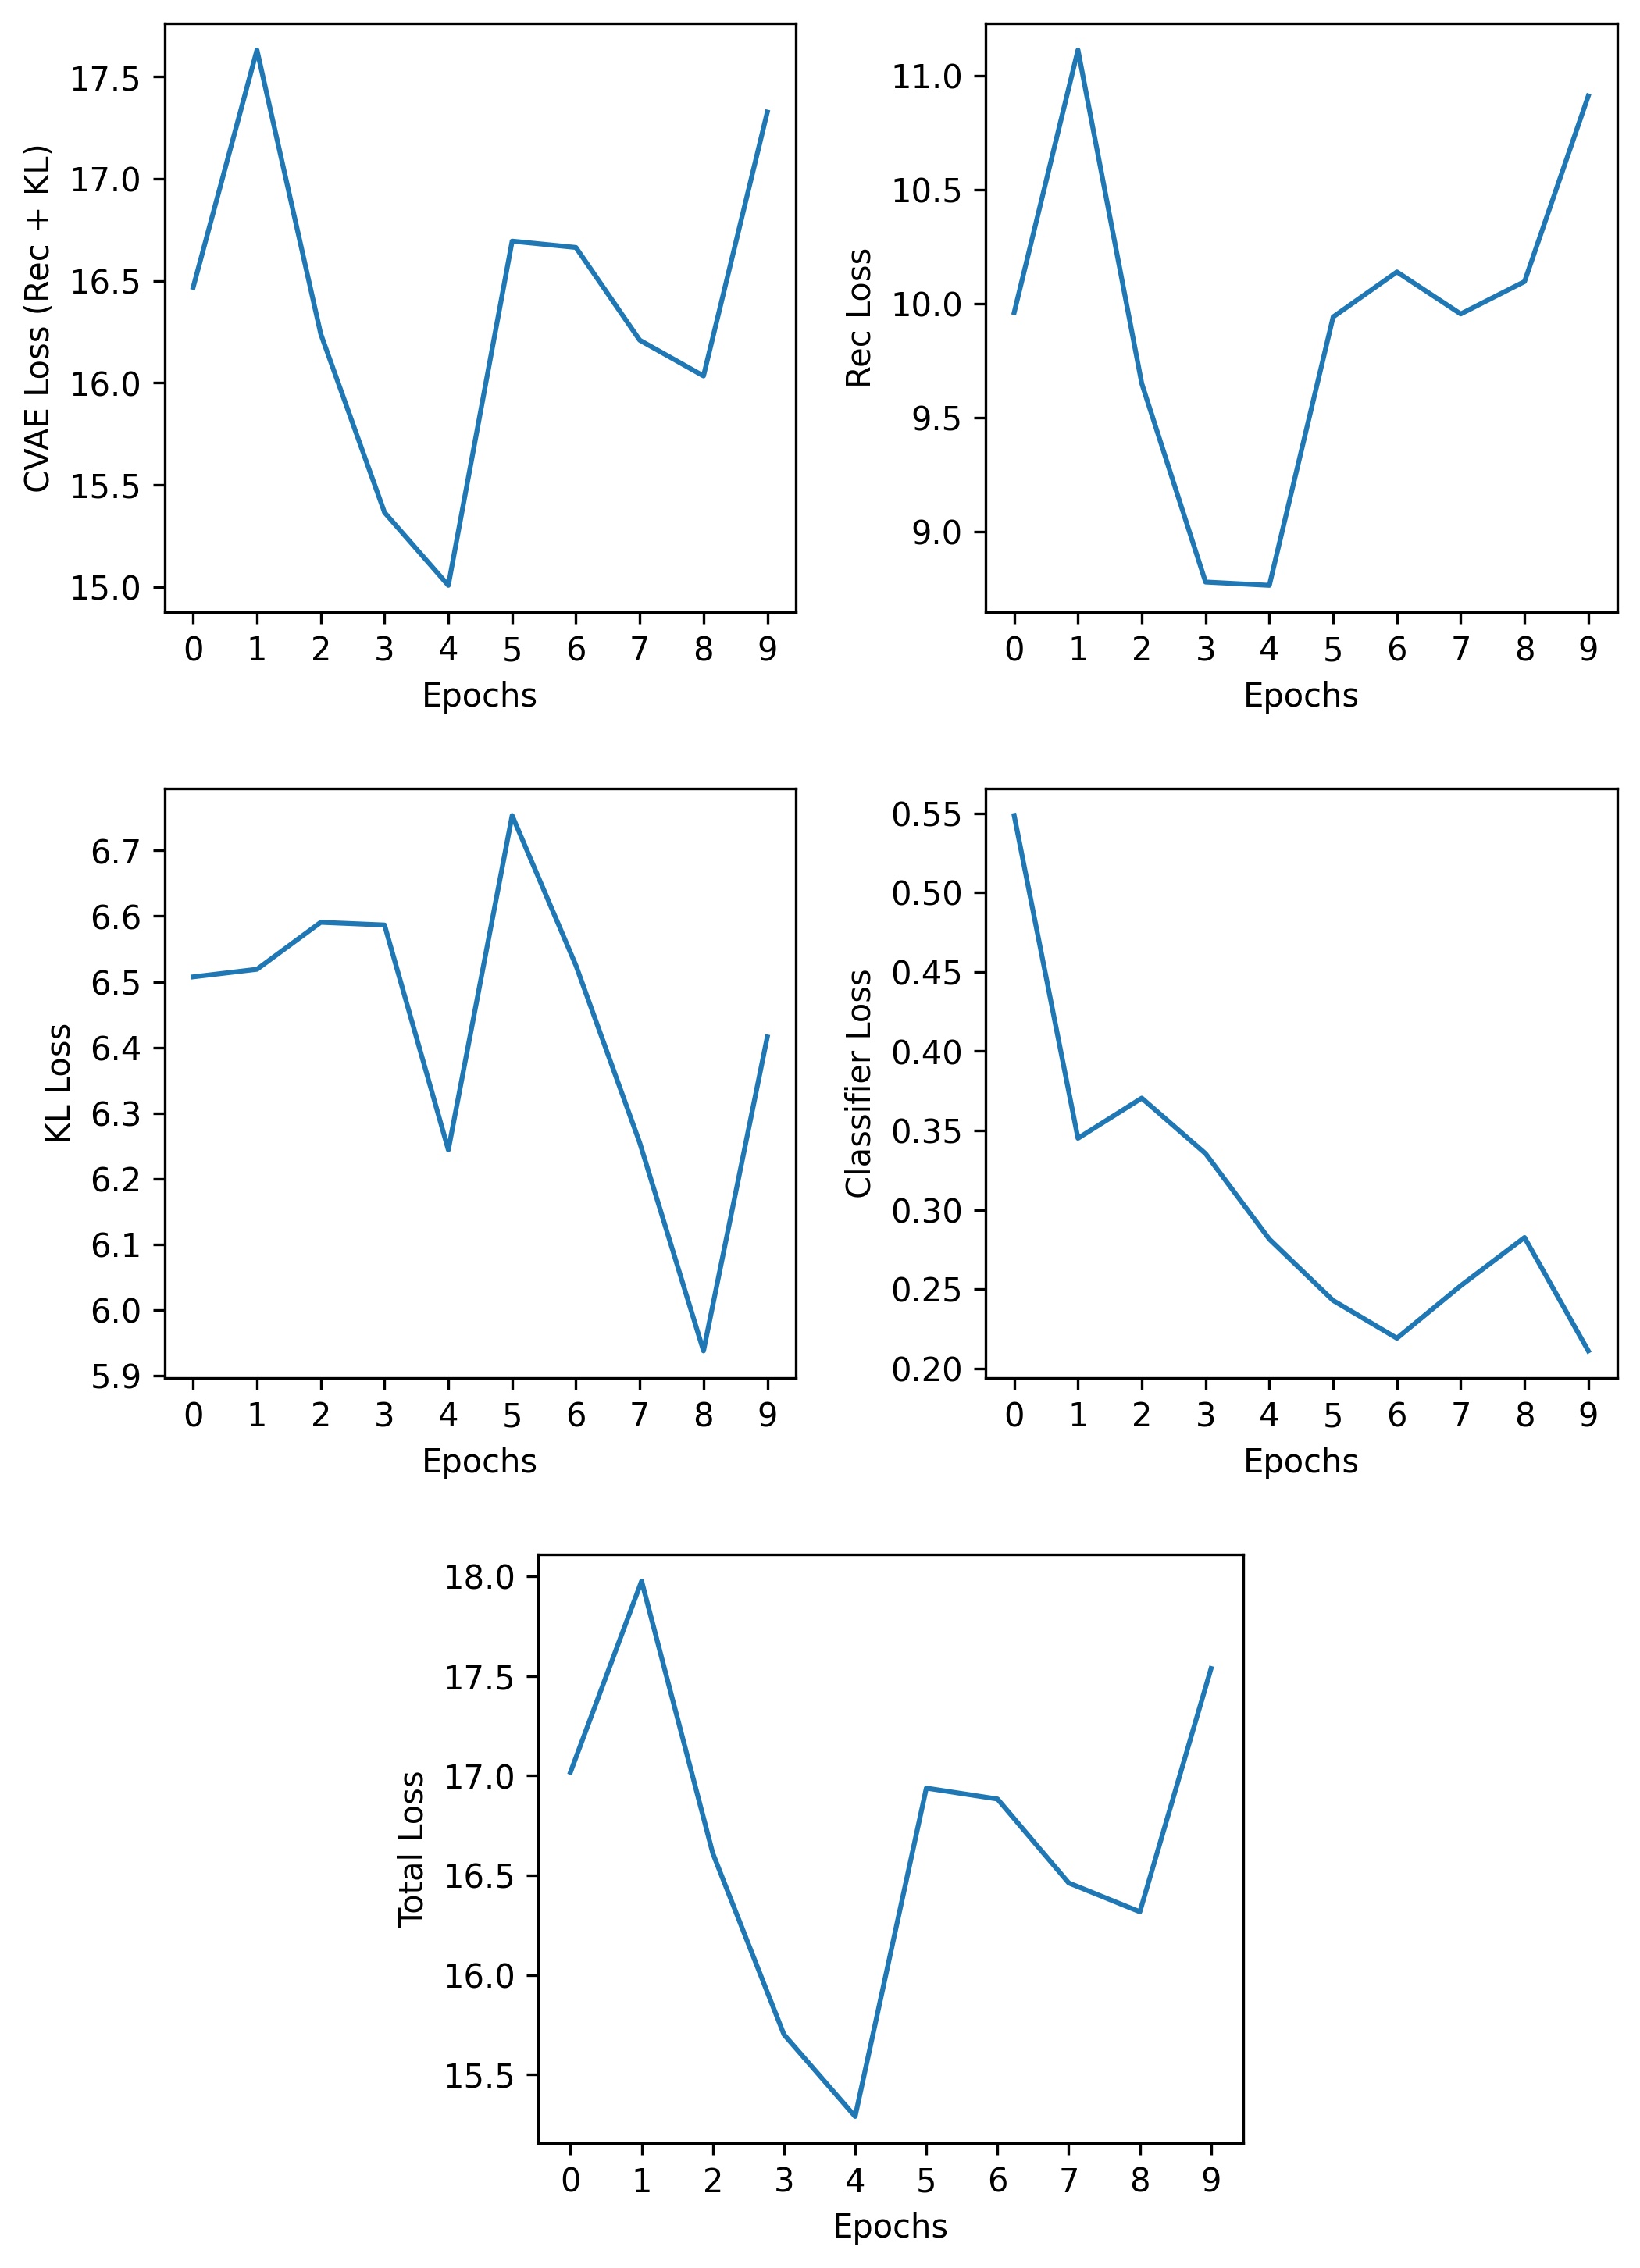 CVAE Loss (Rec + KL)
17.5
17.0
16.5
16.0
15.5
15.0
0 1 2 3 4 5 6 7 8 9
Epochs
Rec Loss
11.0
10.5
10.0
9.5
9.0
0 1 2 3 4 5 6 7 8 9
Epochs
KL Loss
6.7
6.6
6.5
6.4
6.3
6.2
6.1
6.0
5.9
0 1 2 3 4 5 6 7 8 9
Epochs
Classifier Loss
0.55
0.50
0.45
0.40
0.35
0.30
0.25
0.20
0 1 2 3 4 5 6 7 8 9
Epochs
Total Loss
18.0
17.5
17.0
16.5
16.0
15.5
0 1 2 3 4 5 6 7 8 9
Epochs